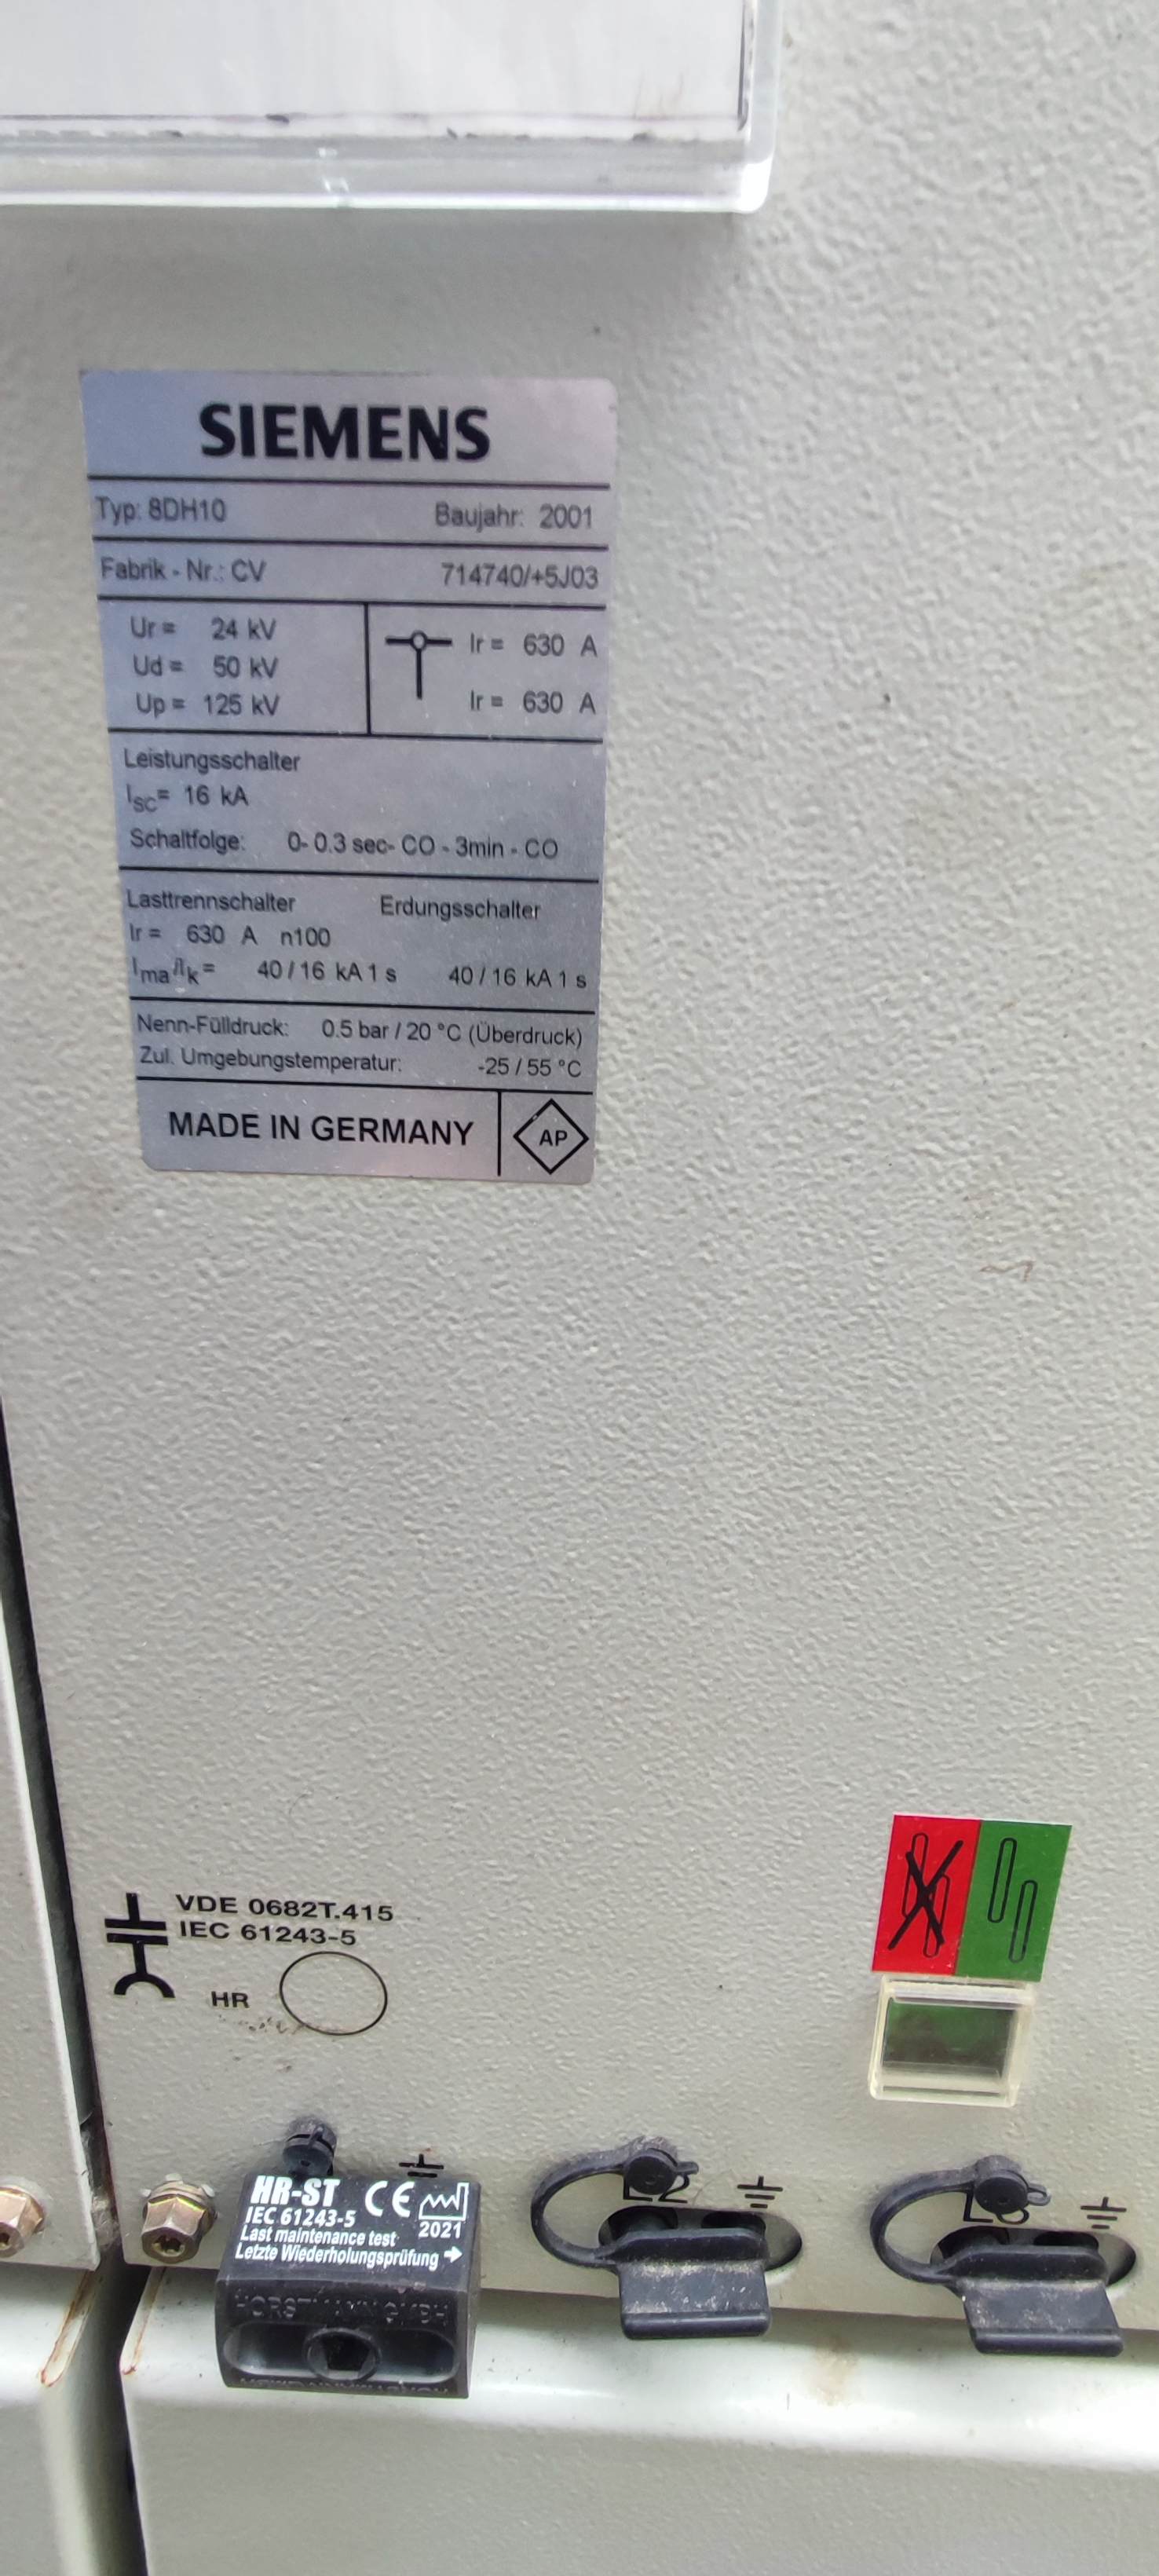 SIEMENS
Typ: 8DH10 Baujahr: 2001
Fabrik - Nr.: CV 714740/+5J03
Ur = 24 kV
Ud = 50 kV
Up = 125 kV
Ir = 630 A
Ir = 630 A
Leistungsschalter
Isc= 16 kA
Schaltfolge: 0- 0.3 sec- CO - 3min - CO
Lasttrennschalter Erdungsschalter
Ir = 630 A n100
Ima/Ik= 40 / 16 kA 1 s 40 / 16 kA 1 s
Nenn-Fülldruck: 0.5 bar / 20 °C (Überdruck)
Zul. Umgebungstemperatur: -25 / 55 °C
MADE IN GERMANY AP
VDE 0682T.415
IEC 61243-5
HR
HR-ST CE
IEC 61243-5 2021
Last maintenance test
Letzte Wiederholungsprüfung
HORSTMANN GMBH
L2
L3